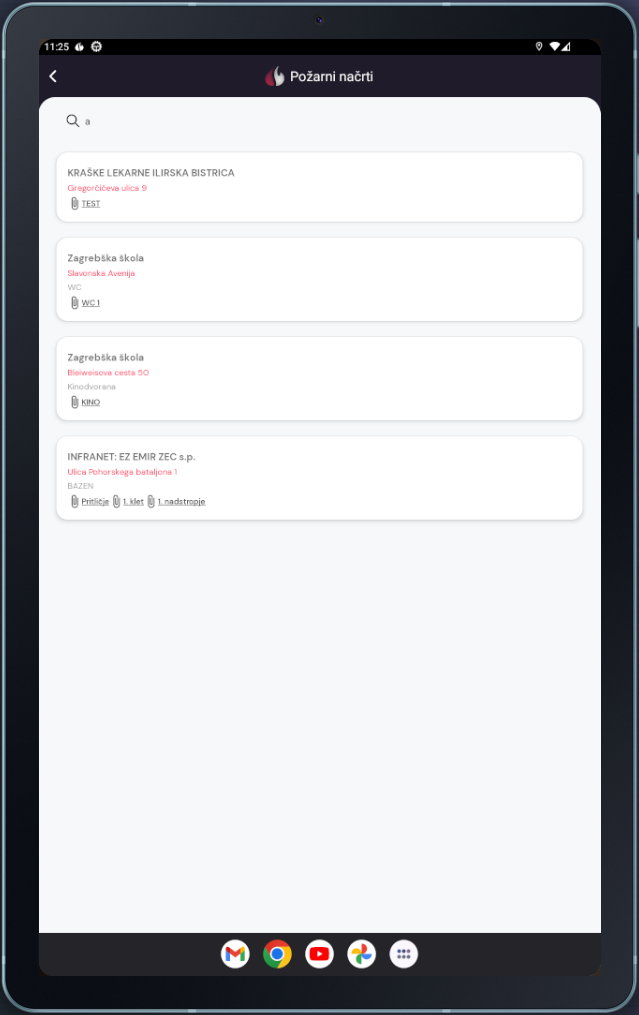 11:25
Požarni načrti
a
KRAŠKE LEKARNE ILIRSKA BISTRICA
Gregorčičeva ulica 9
TEST
Zagrebška škola
Slavonska Avenija
WC
WC 1
Zagrebška škola
Bleiweisova cesta 50
Kinodvorana
KINO
INFRANET: EZ EMIR ZEC s.p.
Ulica Pohorskega bataljona 1
BAZEN
Pritličje 1. klet 1. nadstropje